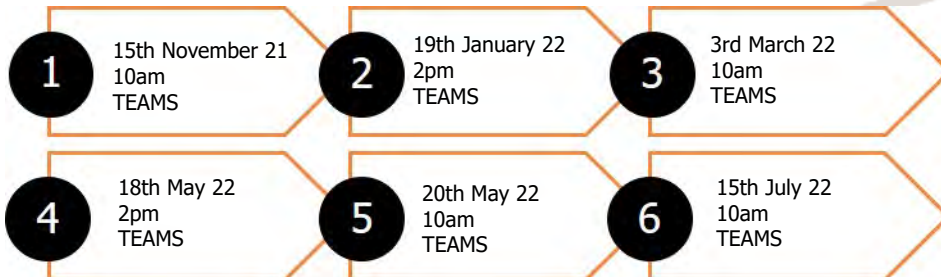 1
15th November 21
10am
TEAMS
2
19th January 22
2pm
TEAMS
3
3rd March 22
10am
TEAMS
4
18th May 22
2pm
TEAMS
5
20th May 22
10am
TEAMS
6
15th July 22
10am
TEAMS